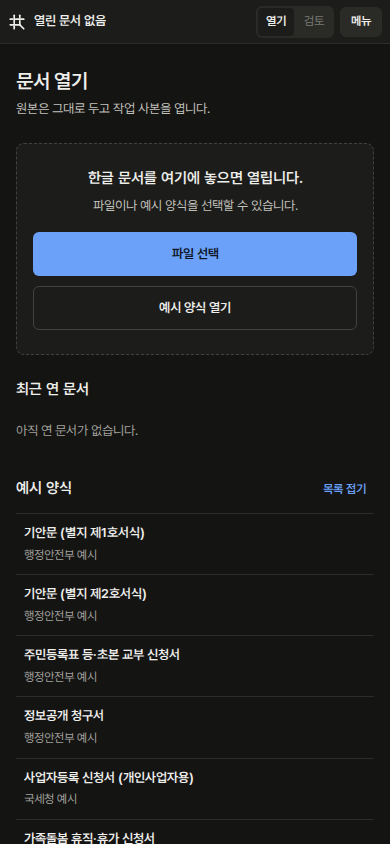 열린 문서 없음
열기
검토
메뉴
문서 열기
원본은 그대로 두고 작업 사본을 엽니다.
한글 문서를 여기에 놓으면 열립니다.
파일이나 예시 양식을 선택할 수 있습니다.
파일 선택
예시 양식 열기
최근 연 문서
아직 연 문서가 없습니다.
예시 양식
목록 접기
기안문 (별지 제1호서식)
행정안전부 예시
기안문 (별지 제2호서식)
행정안전부 예시
주민등록표 등·초본 교부 신청서
행정안전부 예시
정보공개 청구서
행정안전부 예시
사업자등록 신청서 (개인사업자용)
국세청 예시
가족돌봄 휴직·휴가 신청서